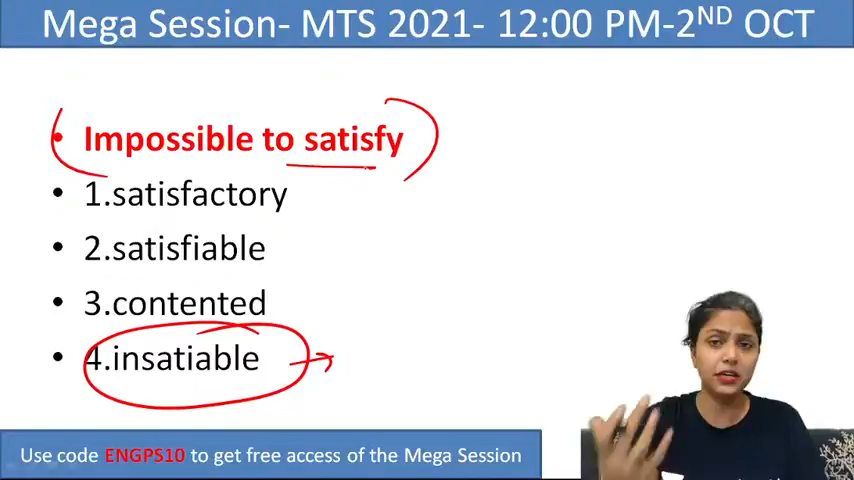 Mega Session- MTS 2021- 12:00 PM-2ND OCT
• Impossible to satisfy
• 1.satisfactory
• 2.satisfiable
• 3.contented
• 4.insatiable
Use code ENGPS10 to get free access of the Mega Session